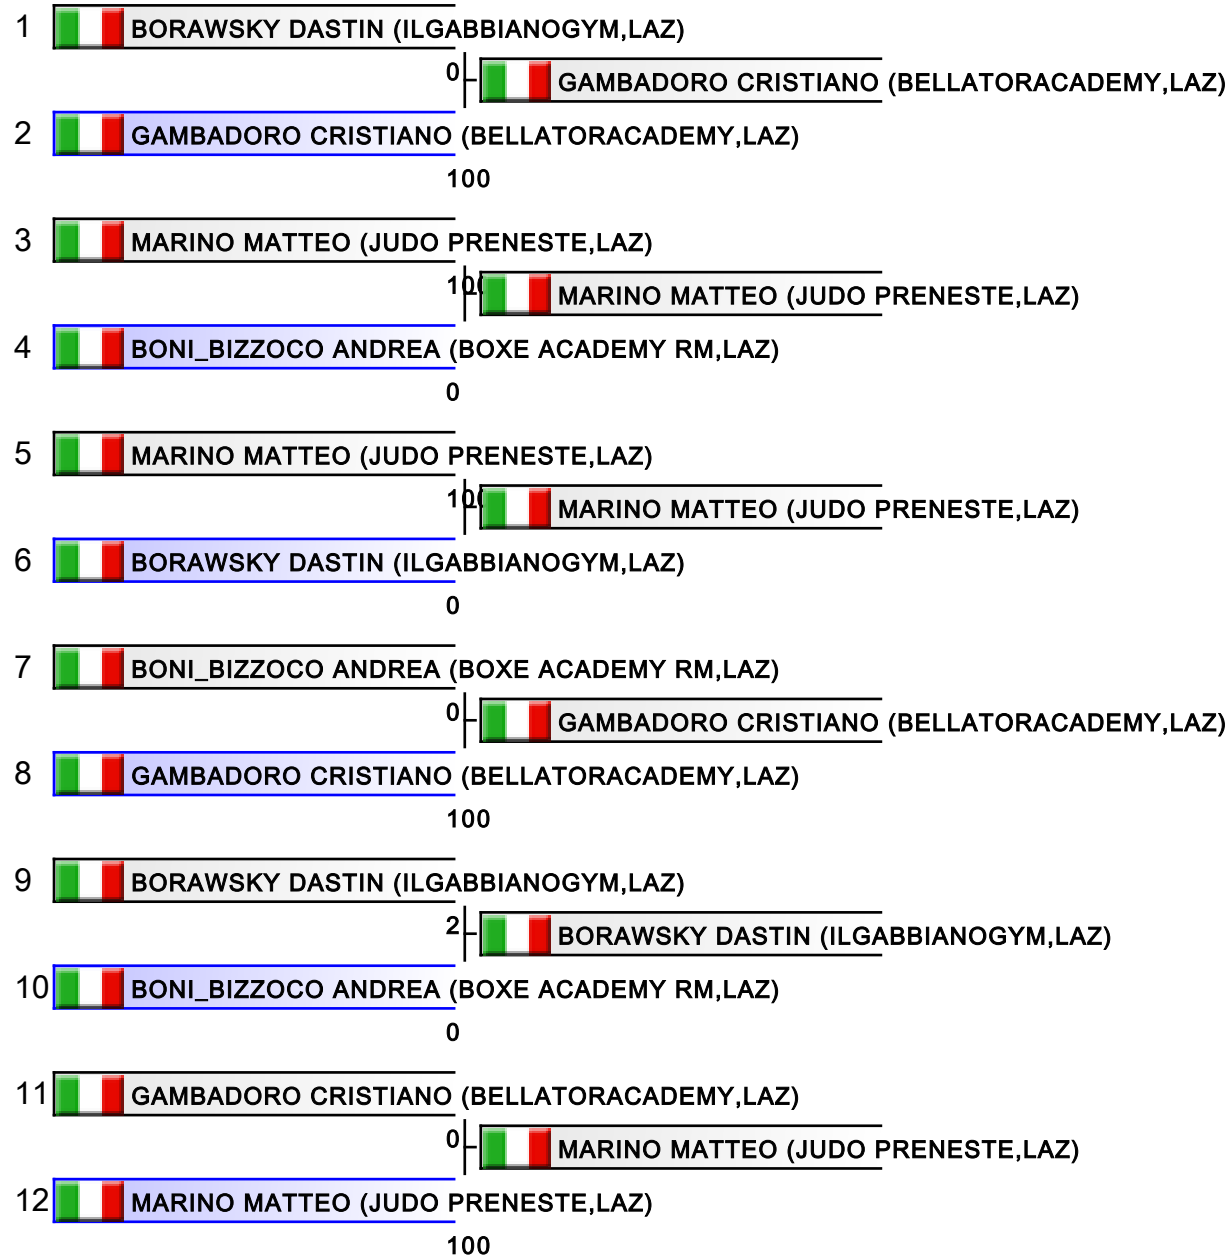 1 BORAWSKY DASTIN (ILGABBIANOGYM,LAZ)
0 GAMBADORO CRISTIANO (BELLATORACADEMY,LAZ)
2 GAMBADORO CRISTIANO (BELLATORACADEMY,LAZ)
100
3 MARINO MATTEO (JUDO PRENESTE,LAZ)
100 MARINO MATTEO (JUDO PRENESTE,LAZ)
4 BONI_BIZZOCO ANDREA (BOXE ACADEMY RM,LAZ)
0
5 MARINO MATTEO (JUDO PRENESTE,LAZ)
100 MARINO MATTEO (JUDO PRENESTE,LAZ)
6 BORAWSKY DASTIN (ILGABBIANOGYM,LAZ)
0
7 BONI_BIZZOCO ANDREA (BOXE ACADEMY RM,LAZ)
0 GAMBADORO CRISTIANO (BELLATORACADEMY,LAZ)
8 GAMBADORO CRISTIANO (BELLATORACADEMY,LAZ)
100
9 BORAWSKY DASTIN (ILGABBIANOGYM,LAZ)
2 BORAWSKY DASTIN (ILGABBIANOGYM,LAZ)
10 BONI_BIZZOCO ANDREA (BOXE ACADEMY RM,LAZ)
0
11 GAMBADORO CRISTIANO (BELLATORACADEMY,LAZ)
0 MARINO MATTEO (JUDO PRENESTE,LAZ)
12 MARINO MATTEO (JUDO PRENESTE,LAZ)
100